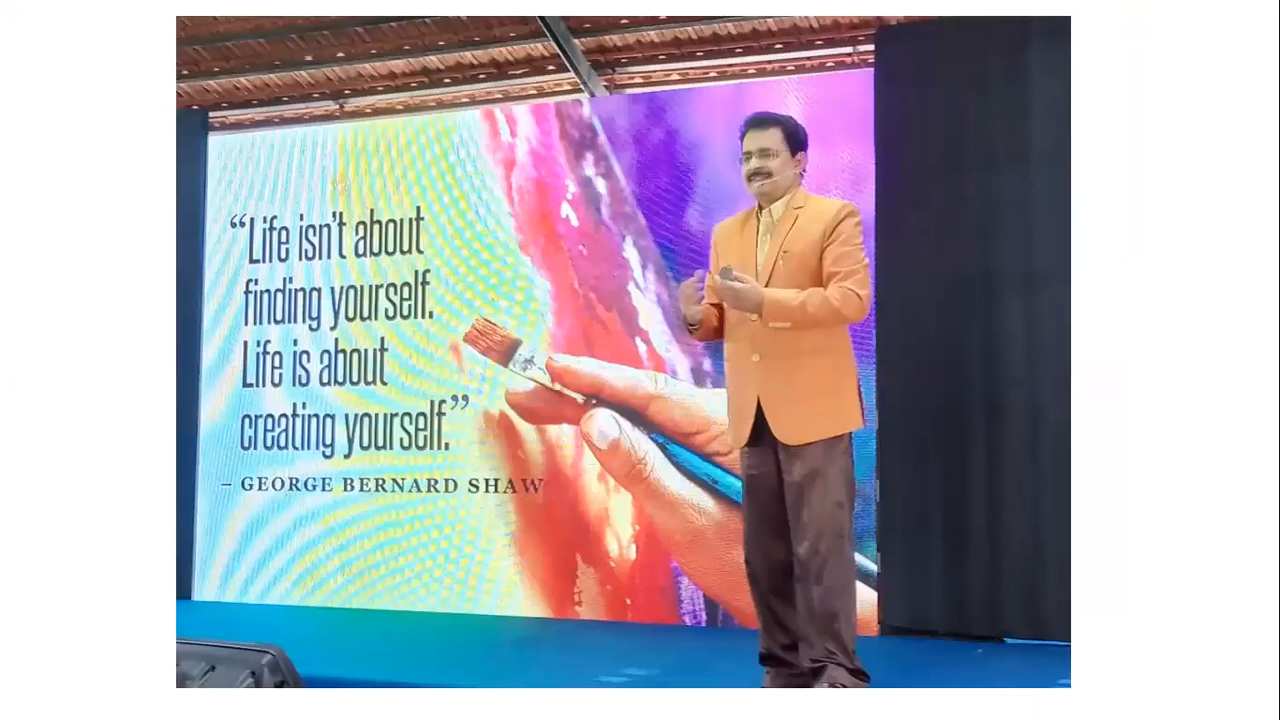 “Life isn’t about
finding yourself.
Life is about
creating yourself.”
– GEORGE BERNARD SHAW